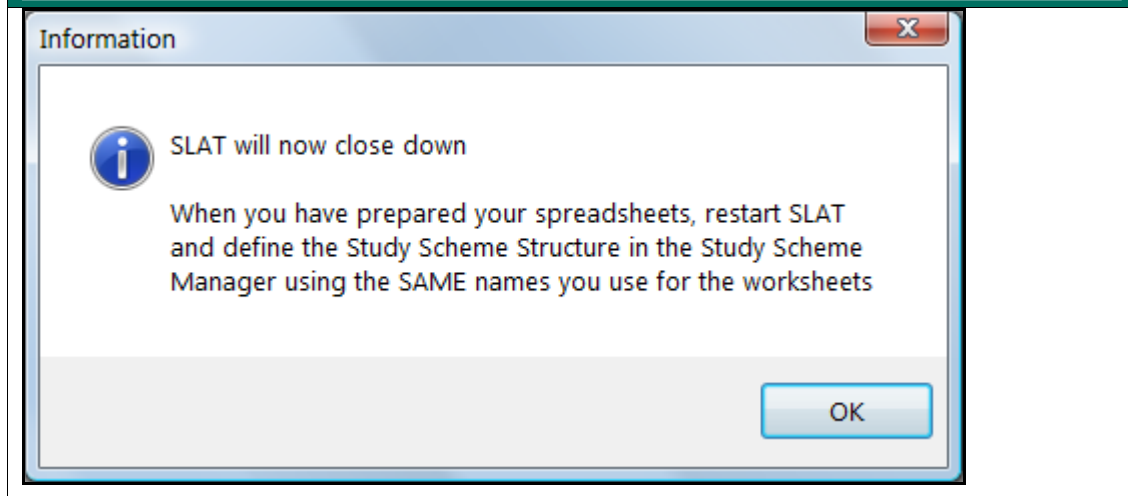 Information
SLAT will now close down
When you have prepared your spreadsheets, restart SLAT
and define the Study Scheme Structure in the Study Scheme
Manager using the SAME names you use for the worksheets
OK